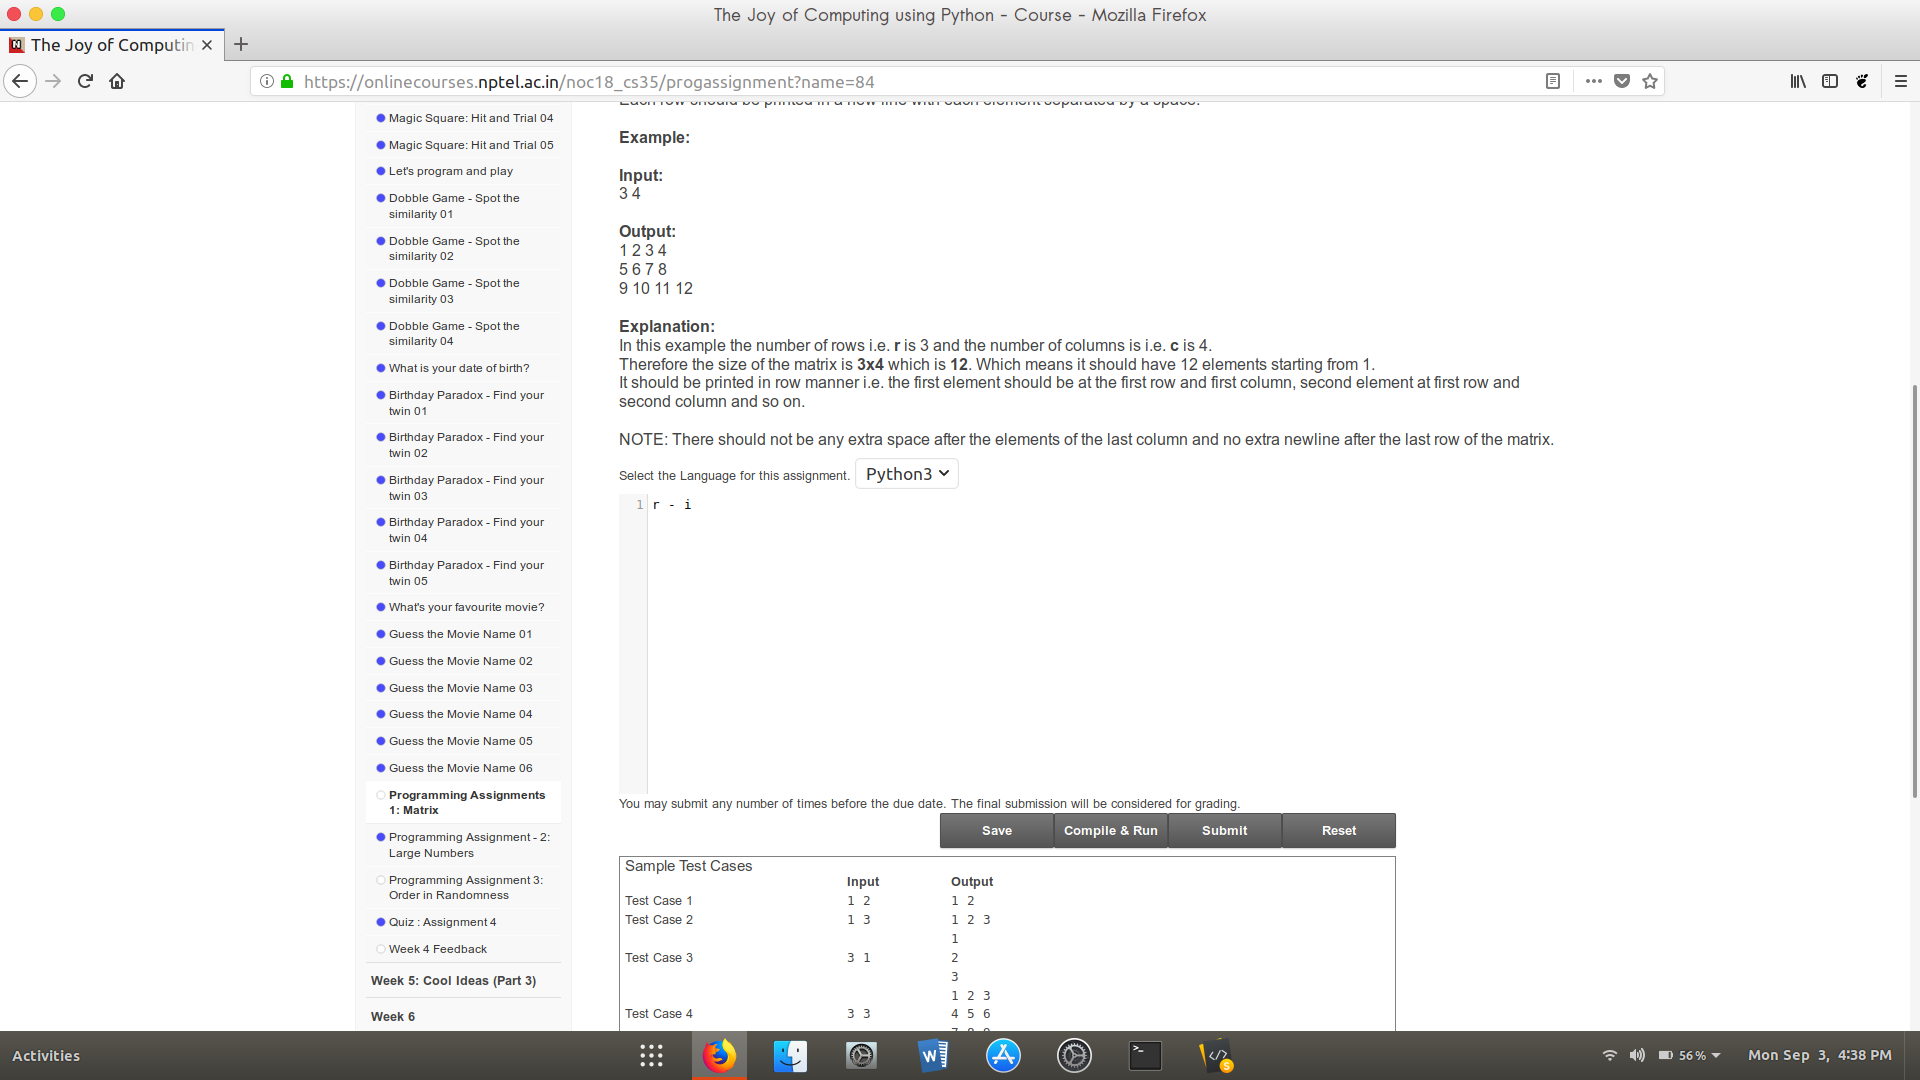 The Joy of Computing using Python - Course - Mozilla Firefox
The Joy of Computin
https://onlinecourses.nptel.ac.in/noc18_cs35/progassignment?name=84
Magic Square: Hit and Trial 04
Magic Square: Hit and Trial 05
Let's program and play
Dobble Game - Spot the
similarity 01
Dobble Game - Spot the
similarity 02
Dobble Game - Spot the
similarity 03
Dobble Game - Spot the
similarity 04
What is your date of birth?
Birthday Paradox - Find your
twin 01
Birthday Paradox - Find your
twin 02
Birthday Paradox - Find your
twin 03
Birthday Paradox - Find your
twin 04
Birthday Paradox - Find your
twin 05
What's your favourite movie?
Guess the Movie Name 01
Guess the Movie Name 02
Guess the Movie Name 03
Guess the Movie Name 04
Guess the Movie Name 05
Guess the Movie Name 06
Programming Assignments
1: Matrix
Programming Assignment - 2:
Large Numbers
Programming Assignment 3:
Order in Randomness
Quiz : Assignment 4
Week 4 Feedback
Week 5: Cool Ideas (Part 3)
Week 6
Each row should be printed in a new line with each element separated by a space.
Example:
Input:
3 4
Output:
1 2 3 4
5 6 7 8
9 10 11 12
Explanation:
In this example the number of rows i.e. r is 3 and the number of columns is i.e. c is 4.
Therefore the size of the matrix is 3x4 which is 12. Which means it should have 12 elements starting from 1.
It should be printed in row manner i.e. the first element should be at the first row and first column, second element at first row and
second column and so on.
NOTE: There should not be any extra space after the elements of the last column and no extra newline after the last row of the matrix.
Select the Language for this assignment. Python3
1 r - i
You may submit any number of times before the due date. The final submission will be considered for grading.
Save Compile & Run Submit Reset
Sample Test Cases
Input Output
Test Case 1 1 2 1 2
Test Case 2 1 3 1 2 3
1
Test Case 3 3 1 2
3
1 2 3
Test Case 4 3 3 4 5 6
7 8 9
Activities
56 %
Mon Sep 3, 4:38 PM